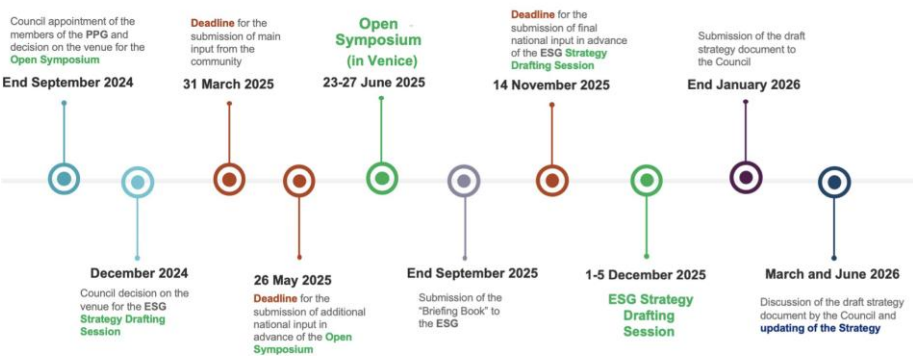 Council appointment of the
members of the PPG and
decision on the venue for the
Open Symposium
End September 2024
Deadline for the
submission of main
input from the
community
31 March 2025
Open
Symposium
(in Venice)
23-27 June 2025
Deadline for the
submission of final
national input in advance
of the ESG Strategy
Drafting Session
14 November 2025
Submission of the draft
strategy document to
the Council
End January 2026
December 2024
Council decision on the
venue for the ESG
Strategy Drafting
Session
26 May 2025
Deadline for the
submission of additional
national input in
advance of the Open
Symposium
End September 2025
Submission of the
"Briefing Book" to
the ESG
1-5 December 2025
ESG Strategy
Drafting
Session
March and June 2026
Discussion of the draft strategy
document by the Council and
updating of the Strategy